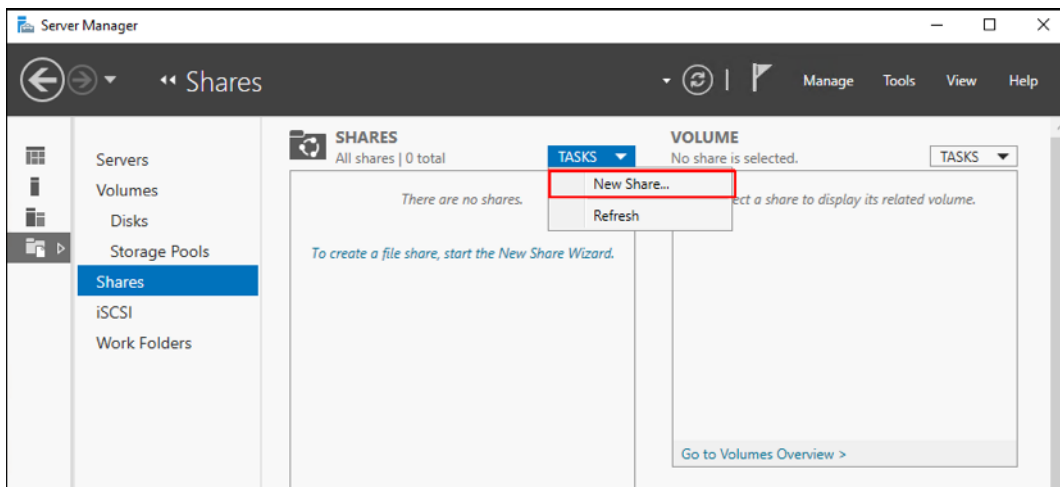 Server Manager
Shares
Manage Tools View Help
Servers
Volumes
Disks
Storage Pools
Shares
iSCSI
Work Folders
SHARES
All shares | 0 total
TASKS
New Share...
Refresh
There are no shares.
To create a file share, start the New Share Wizard.
VOLUME
No share is selected.
TASKS
ect a share to display its related volume.
Go to Volumes Overview >